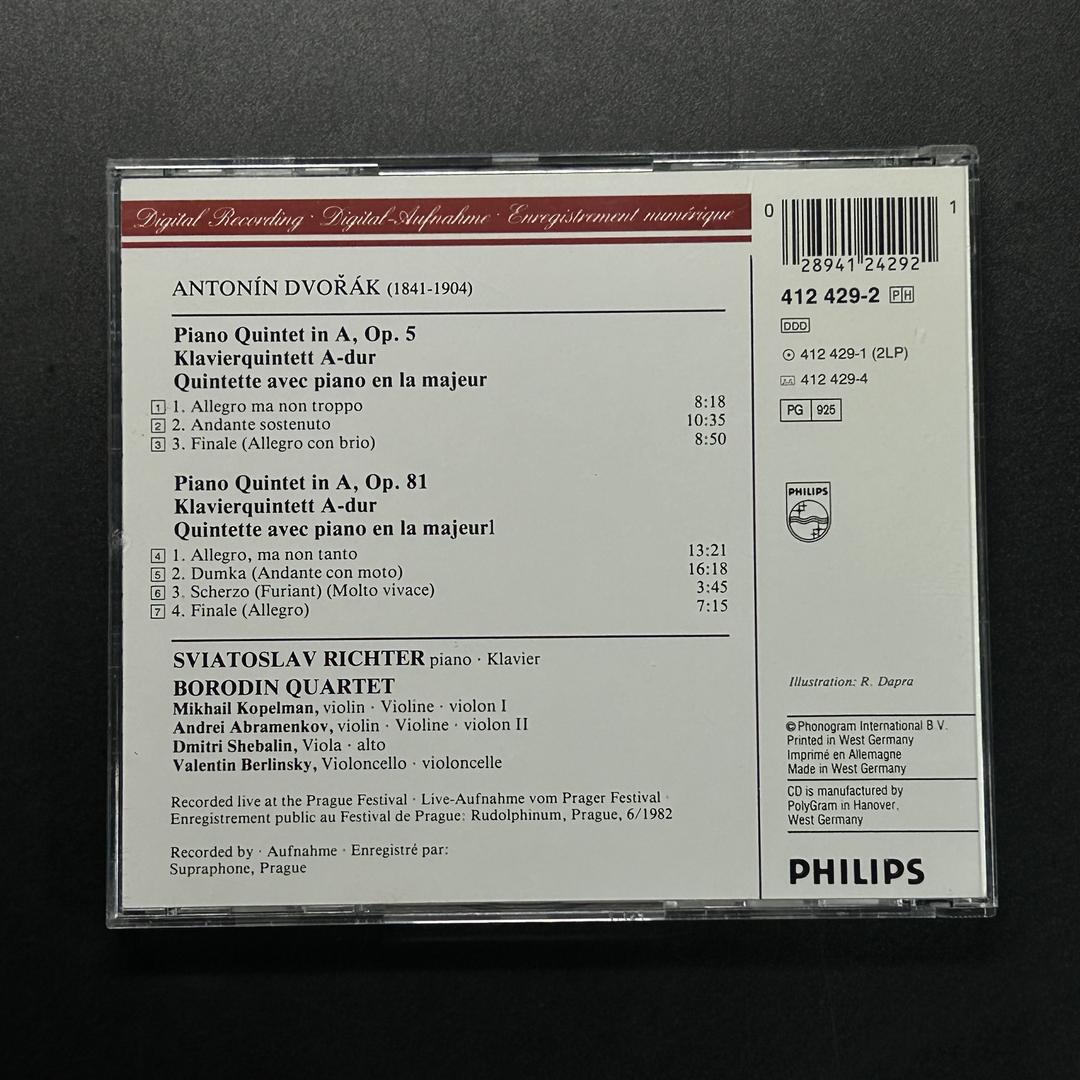 Digital Recording · Digital-Aufnahme · Enregistrement numérique
ANTONÍN DVOŘÁK (1841-1904)
Piano Quintet in A, Op. 5
Klavierquintett A-dur
Quintette avec piano en la majeur
1 1. Allegro ma non troppo 8:18
2 2. Andante sostenuto 10:35
3 3. Finale (Allegro con brio) 8:50
Piano Quintet in A, Op. 81
Klavierquintett A-dur
Quintette avec piano en la majeurl
4 1. Allegro, ma non tanto 13:21
5 2. Dumka (Andante con moto) 16:18
6 3. Scherzo (Furiant) (Molto vivace) 3:45
7 4. Finale (Allegro) 7:15
SVIATOSLAV RICHTER piano · Klavier
BORODIN QUARTET
Mikhail Kopelman, violin · Violine · violon I
Andrei Abramenkov, violin · Violine · violon II
Dmitri Shebalin, Viola · alto
Valentin Berlinsky, Violoncello · violoncelle
Recorded live at the Prague Festival · Live-Aufnahme vom Prager Festival ·
Enregistrement public au Festival de Prague: Rudolphinum, Prague, 6/1982
Recorded by · Aufnahme · Enregistré par:
Supraphone, Prague
0 28941 24292 1
412 429-2 PH
DDD
412 429-1 (2LP)
412 429-4
PG 925
PHILIPS
Illustration: R. Dapra
© Phonogram International B.V.
Printed in West Germany
Imprimé en Allemagne
Made in West Germany
CD is manufactured by
PolyGram in Hanover,
West Germany
PHILIPS